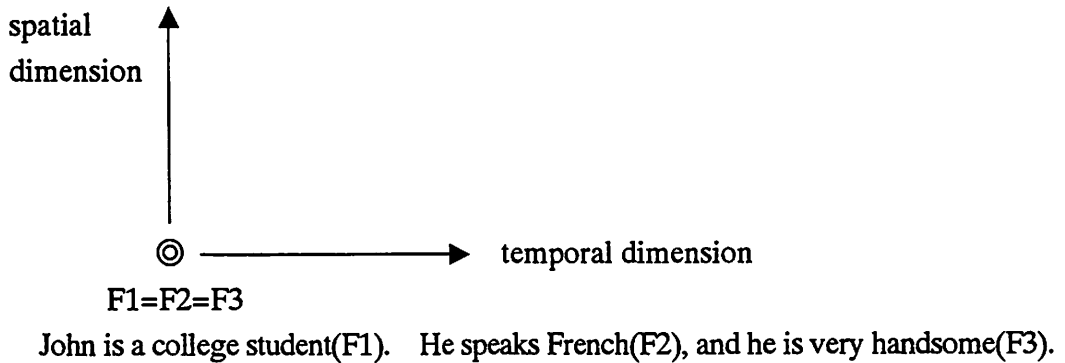 spatial
dimension
temporal dimension
F1=F2=F3
John is a college student(F1). He speaks French(F2), and he is very handsome(F3).